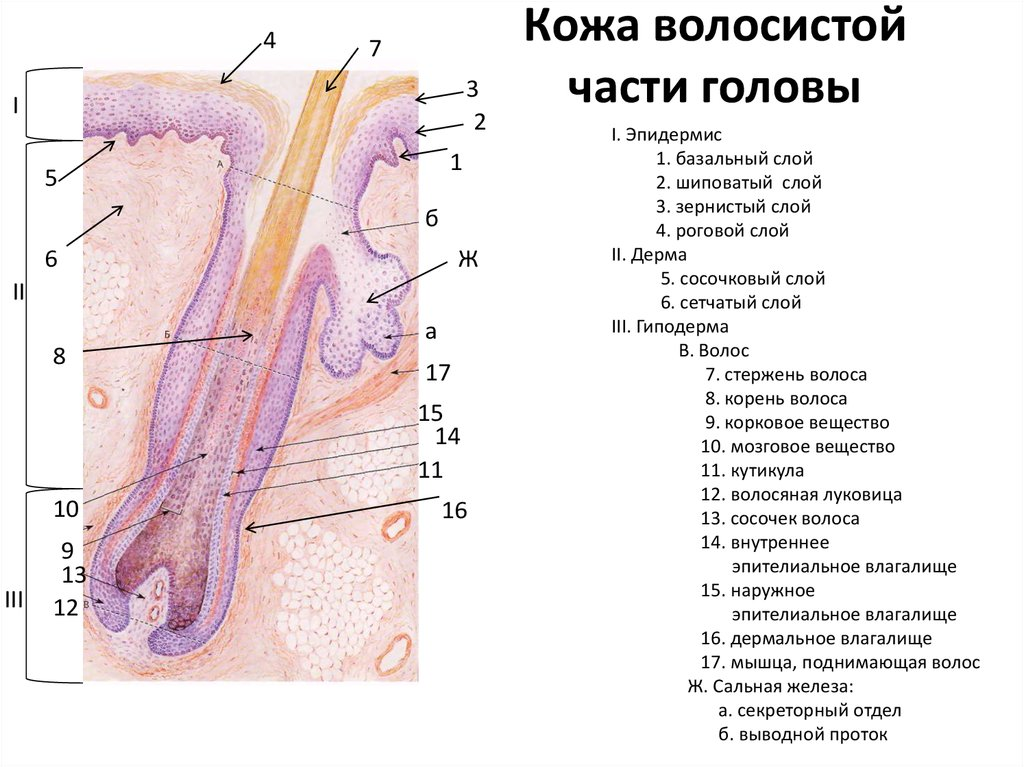 Кожа волосистой
части головы
4
7
I
3
2
1
5
А
б
6
Ж
II
Б
а
8
17
15
14
11
10
16
9
13
III
12
В
I. Эпидермис
1. базальный слой
2. шиповатый слой
3. зернистый слой
4. роговой слой
II. Дерма
5. сосочковый слой
6. сетчатый слой
III. Гиподерма
В. Волос
7. стержень волоса
8. корень волоса
9. корковое вещество
10. мозговое вещество
11. кутикула
12. волосяная луковица
13. сосочек волоса
14. внутреннее
эпителиальное влагалище
15. наружное
эпителиальное влагалище
16. дермальное влагалище
17. мышца, поднимающая волос
Ж. Сальная железа:
а. секреторный отдел
б. выводной проток